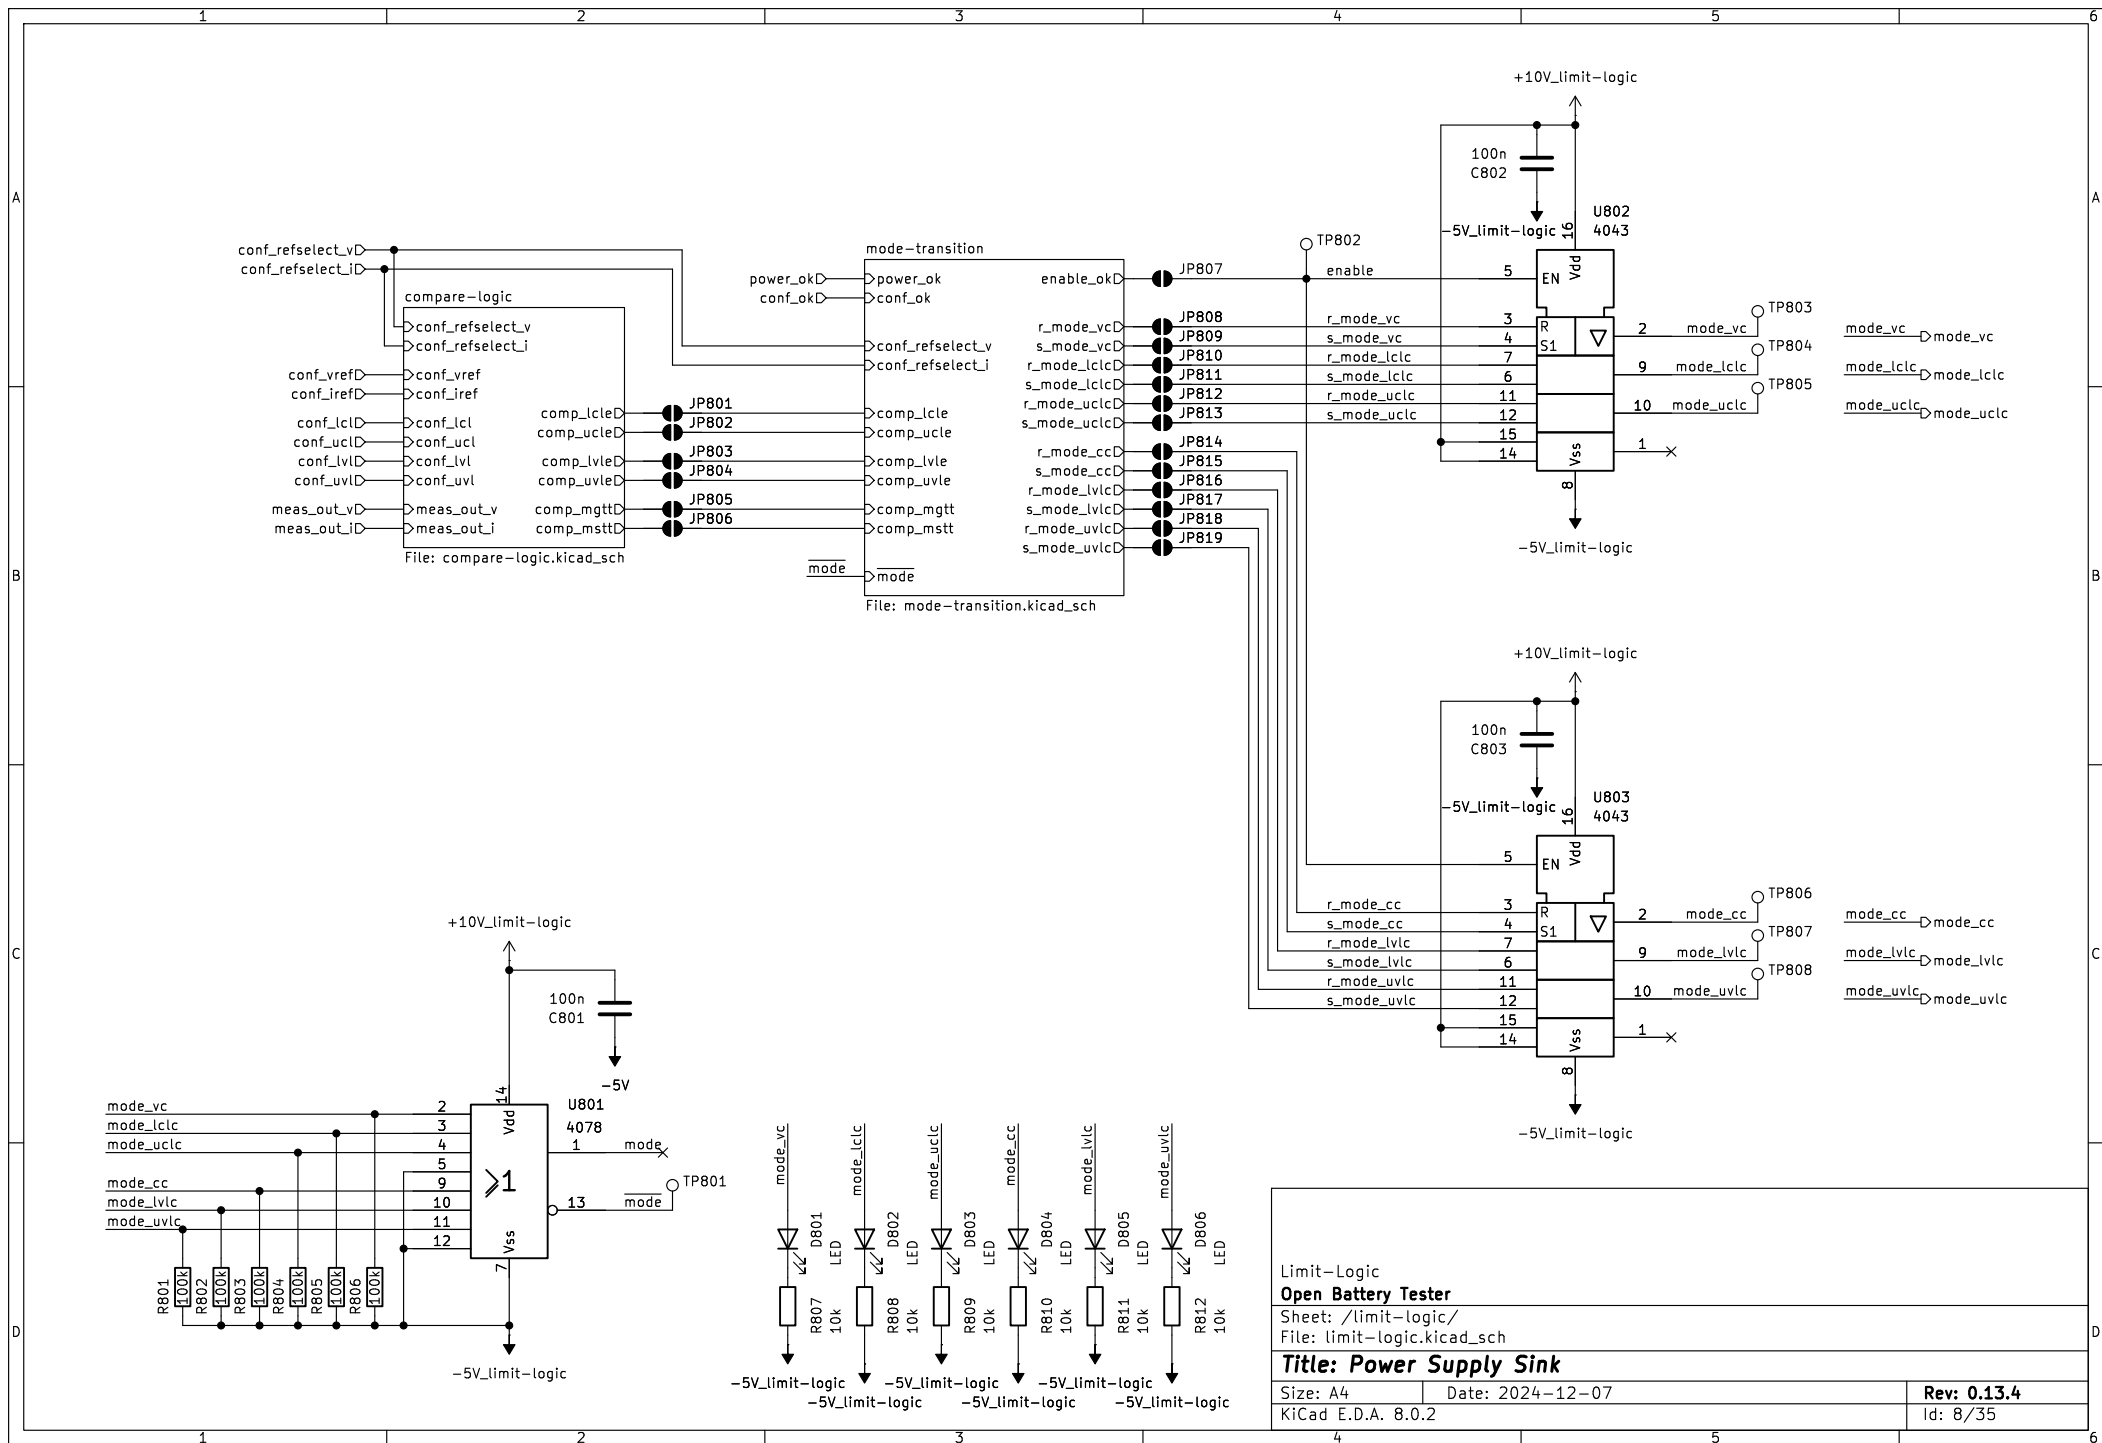 1 2 3 4 5 6
A
B
C
D
A
B
C
D
1 2 3 4 5 6
conf_refselect_v
conf_refselect_i
compare-logic
conf_refselect_v
conf_refselect_i
conf_vref conf_vref
conf_iref conf_iref
conf_lcl conf_lcl
conf_ucl conf_ucl
conf_lvl conf_lvl
conf_uvl conf_uvl
meas_out_v meas_out_v
meas_out_i meas_out_i
comp_lcle JP801
comp_ucle JP802
comp_lvle JP803
comp_uvle JP804
comp_mgtt JP805
comp_mstt JP806
File: compare-logic.kicad_sch
mode-transition
power_ok power_ok
conf_ok conf_ok
conf_refselect_v
conf_refselect_i
comp_lcle
comp_ucle
comp_lvle
comp_uvle
comp_mgtt
comp_mstt
mode mode
enable_ok JP807
r_mode_vc JP808
s_mode_vc JP809
r_mode_lclc JP810
s_mode_lclc JP811
r_mode_uclc JP812
s_mode_uclc JP813
r_mode_cc JP814
s_mode_cc JP815
r_mode_lvlc JP816
s_mode_lvlc JP817
r_mode_uvlc JP818
s_mode_uvlc JP819
File: mode-transition.kicad_sch
+10V_limit-logic
100n
C802
-5V_limit-logic
U802
4043
16
Vdd
TP802
enable 5 EN
r_mode_vc 3 R
s_mode_vc 4 S1
r_mode_lclc 7
s_mode_lclc 6
r_mode_uclc 11
s_mode_uclc 12
15
14
Vss
8
-5V_limit-logic
2 mode_vc TP803
9 mode_lclc TP804
10 mode_uclc TP805
1
mode_vc mode_vc
mode_lclc mode_lclc
mode_uclc mode_uclc
+10V_limit-logic
100n
C803
-5V_limit-logic
U803
4043
16
Vdd
5 EN
r_mode_cc 3 R
s_mode_cc 4 S1
r_mode_lvlc 7
s_mode_lvlc 6
r_mode_uvlc 11
s_mode_uvlc 12
15
14
Vss
8
-5V_limit-logic
2 mode_cc TP806
9 mode_lvlc TP807
10 mode_uvlc TP808
1
mode_cc mode_cc
mode_lvlc mode_lvlc
mode_uvlc mode_uvlc
+10V_limit-logic
100n
C801
-5V
14
Vdd
U801
4078
mode_vc 2
mode_lclc 3
mode_uclc 4
5
mode_cc 9
mode_lvlc 10
mode_uvlc 11
12
≥1
1 mode
13 mode
TP801
Vss
7
R801 100k
R802 100k
R803 100k
R804 100k
R805 100k
R806 100k
-5V_limit-logic
mode_vc
D801
LED
R807
10k
-5V_limit-logic
mode_lclc
D802
LED
R808
10k
-5V_limit-logic
mode_uclc
D803
LED
R809
10k
-5V_limit-logic
mode_cc
D804
LED
R810
10k
-5V_limit-logic
mode_lvlc
D805
LED
R811
10k
-5V_limit-logic
mode_uvlc
D806
LED
R812
10k
-5V_limit-logic
Limit-Logic
Open Battery Tester
Sheet: /limit-logic/
File: limit-logic.kicad_sch
Title: Power Supply Sink
Size: A4 Date: 2024-12-07 Rev: 0.13.4
KiCad E.D.A. 8.0.2 Id: 8/35